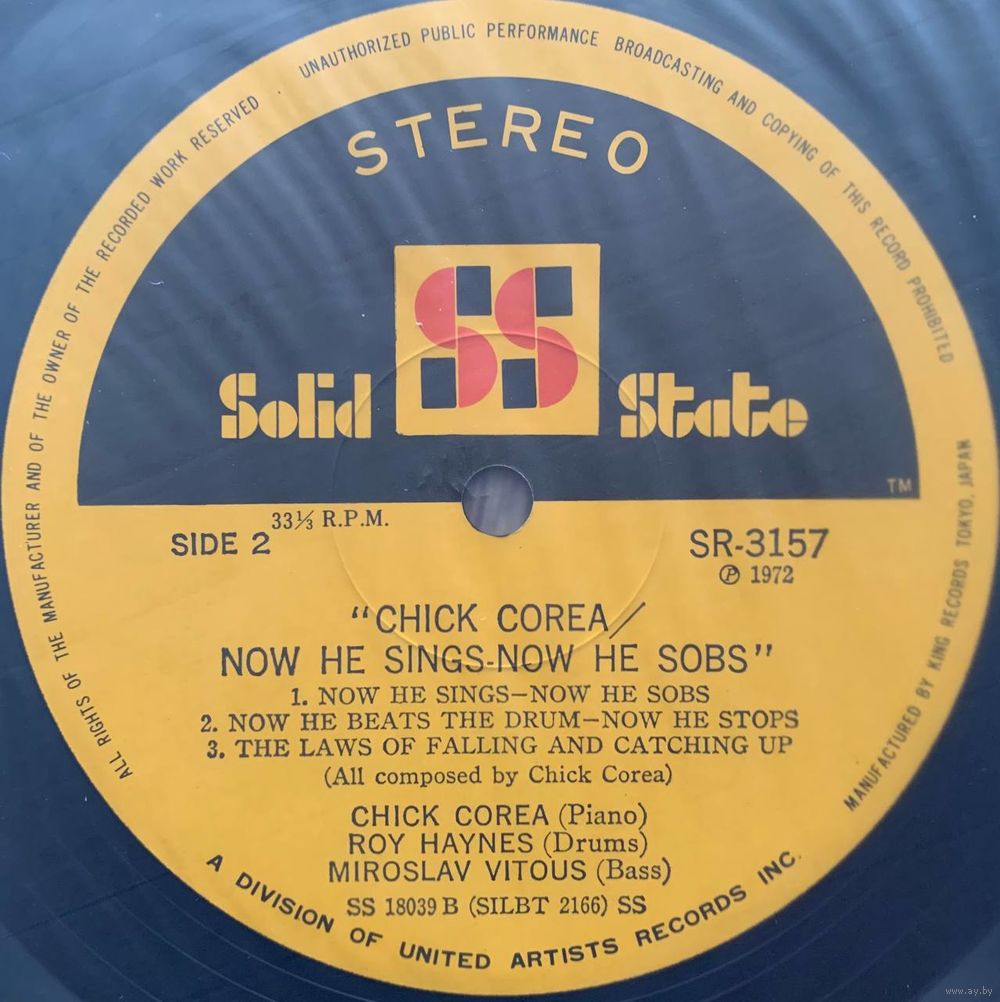 ALL RIGHTS OF THE MANUFACTURER AND OF THE OWNER OF THE RECORDED WORK RESERVED
UNAUTHORIZED PUBLIC PERFORMANCE BROADCASTING AND COPYING OF THIS RECORD PROHIBITED
STEREO
SS
Solid State
TM
33⅓ R.P.M.
SIDE 2
SR-3157
Ⓟ 1972
"CHICK COREA/
NOW HE SINGS-NOW HE SOBS"
1. NOW HE SINGS—NOW HE SOBS
2. NOW HE BEATS THE DRUM—NOW HE STOPS
3. THE LAWS OF FALLING AND CATCHING UP
(All composed by Chick Corea)
CHICK COREA (Piano)
ROY HAYNES (Drums)
MIROSLAV VITOUS (Bass)
SS 18039 B (SILBT 2166) SS
A DIVISION OF UNITED ARTISTS RECORDS INC.
MANUFACTURED BY KING RECORDS TOKYO, JAPAN
www.ay.by